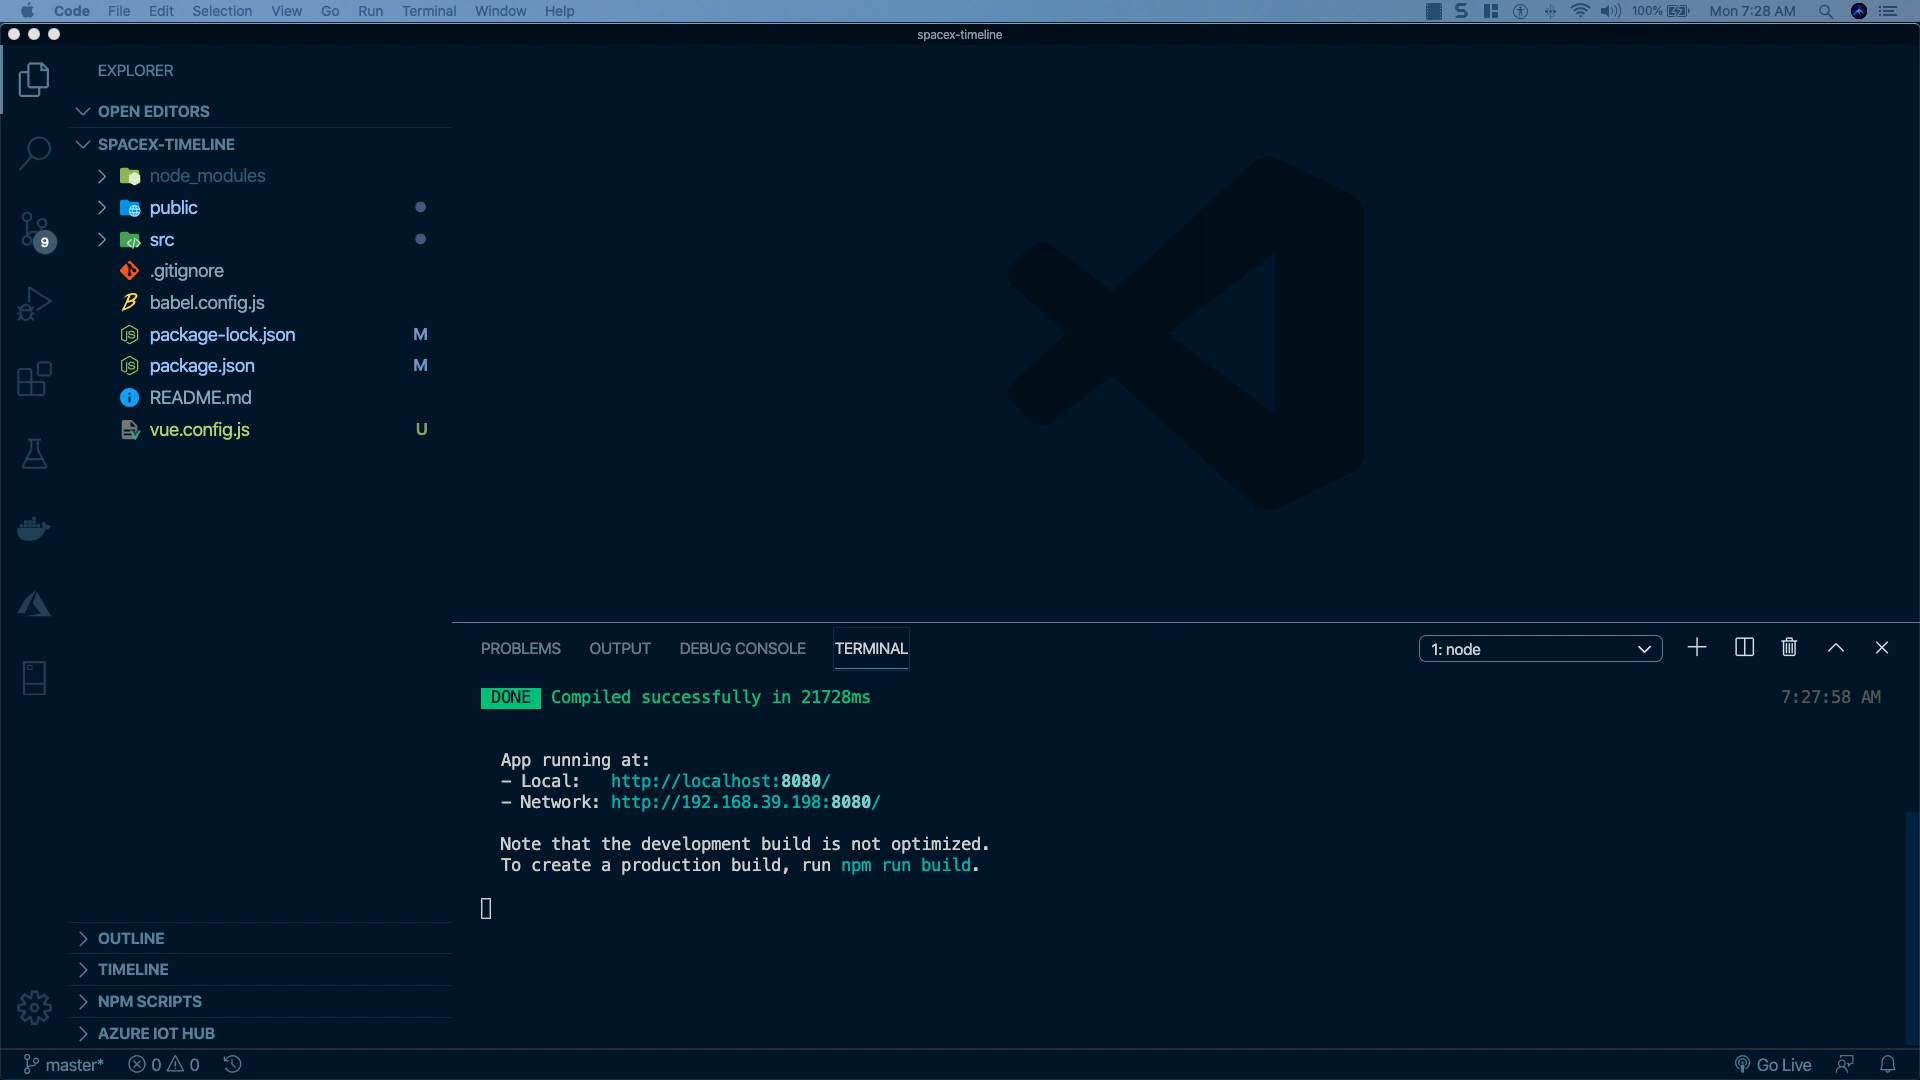 Code File Edit Selection View Go Run Terminal Window Help
100% Mon 7:28 AM
spacex-timeline
EXPLORER
OPEN EDITORS
SPACEX-TIMELINE
node_modules
public
src
.gitignore
babel.config.js
package-lock.json M
package.json M
README.md
vue.config.js U
9
PROBLEMS OUTPUT DEBUG CONSOLE TERMINAL
1: node
DONE Compiled successfully in 21728ms 7:27:58 AM
App running at:
- Local: http://localhost:8080/
- Network: http://192.168.39.198:8080/
Note that the development build is not optimized.
To create a production build, run npm run build.
OUTLINE
TIMELINE
NPM SCRIPTS
AZURE IOT HUB
master* 0 0 Go Live